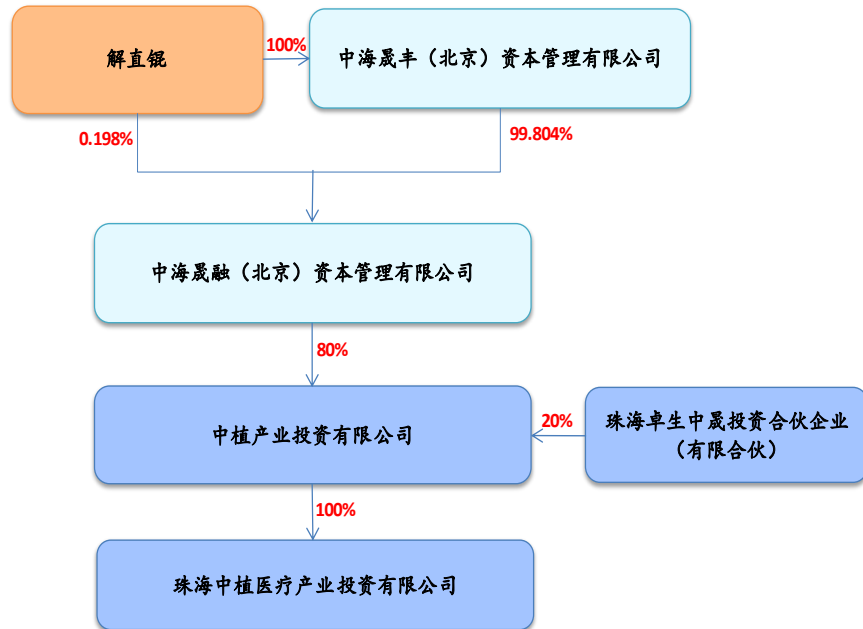 解直锟
100%
中海晟丰（北京）资本管理有限公司
0.198%
99.804%
中海晟融（北京）资本管理有限公司
80%
中植产业投资有限公司
20%
珠海卓生中晟投资合伙企业
（有限合伙）
100%
珠海中植医疗产业投资有限公司